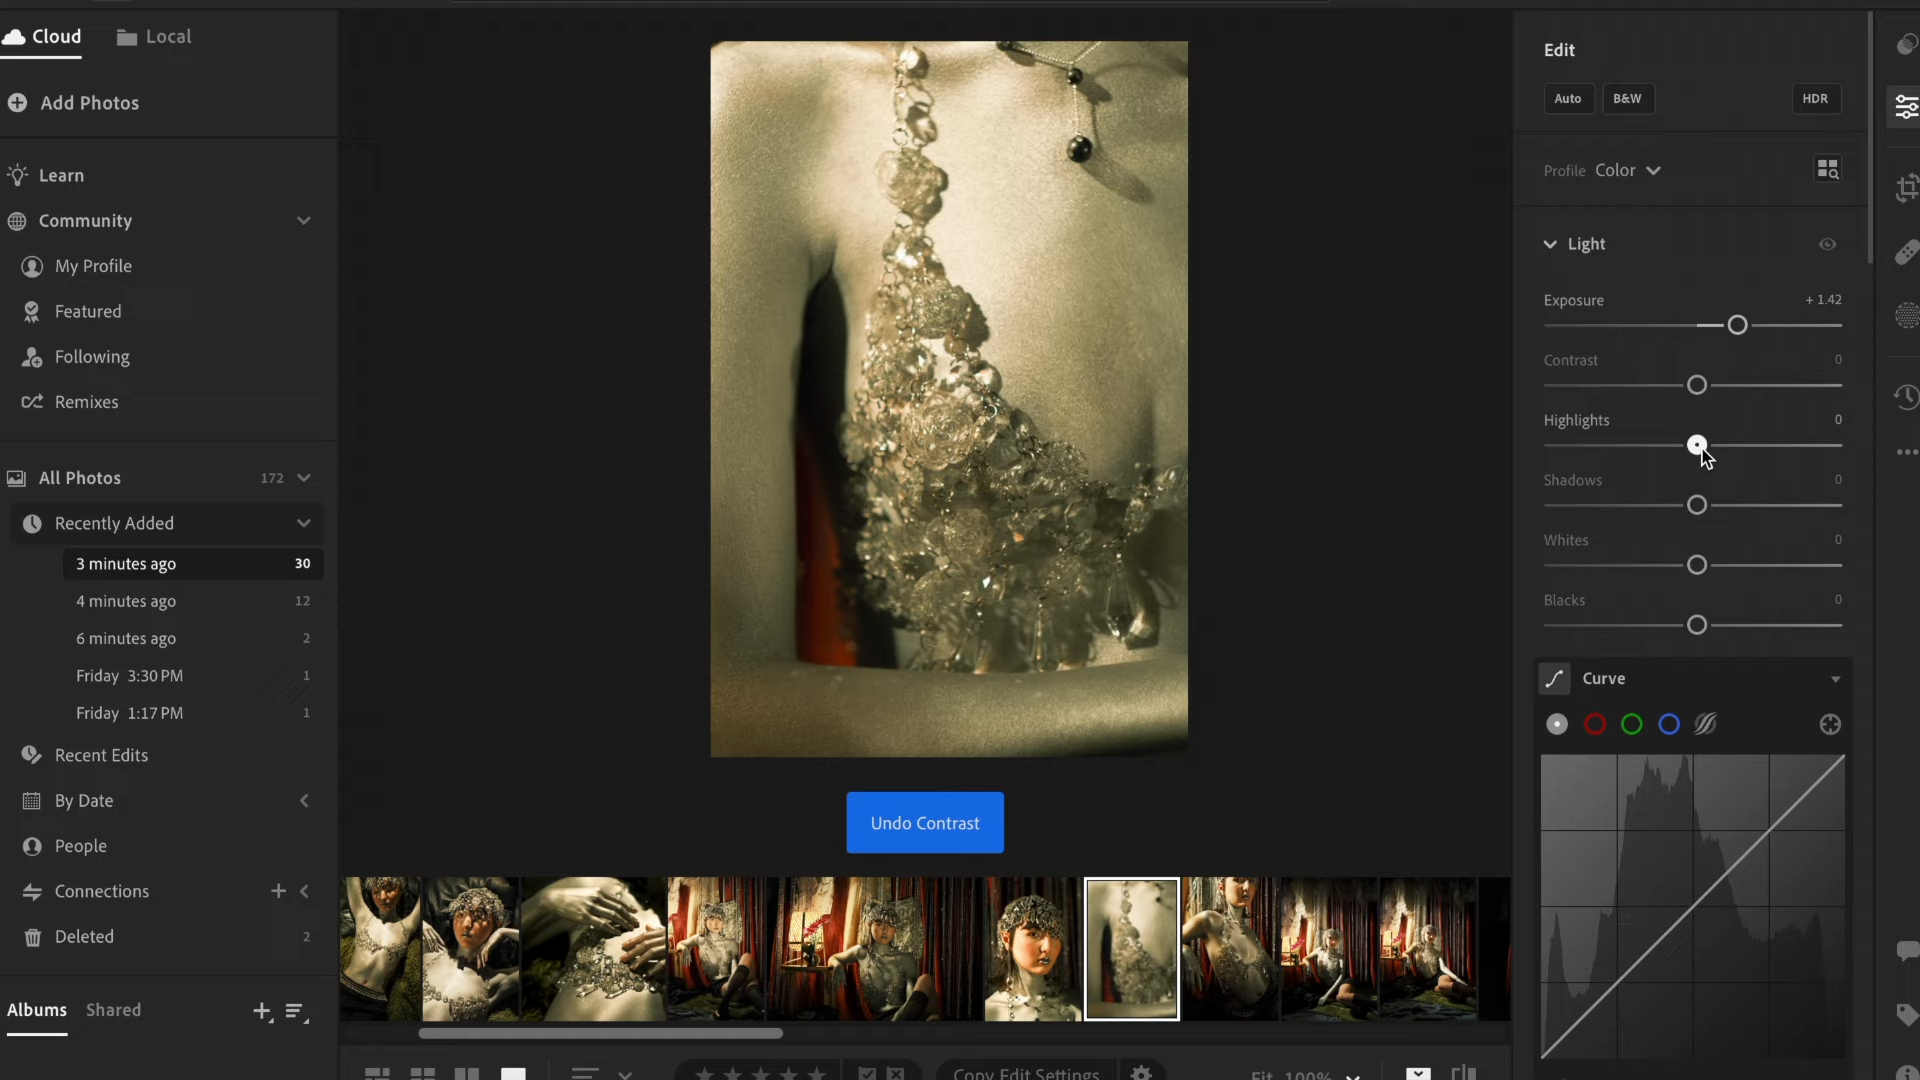 Cloud
Local
Add Photos
Learn
Community
My Profile
Featured
Following
Remixes
All Photos 172
Recently Added
3 minutes ago 30
4 minutes ago 12
6 minutes ago 2
Friday 3:30 PM 1
Friday 1:17 PM 1
Recent Edits
By Date
People
Connections
Deleted 2
Albums
Shared
Undo Contrast
Copy Edit Settings
Fit 100%
Edit
Auto
B&W
HDR
Profile Color
Light
Exposure + 1.42
Contrast 0
Highlights 0
Shadows 0
Whites 0
Blacks 0
Curve